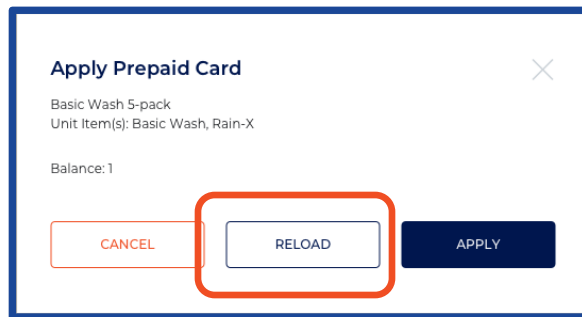 Apply Prepaid Card
Basic Wash 5-pack
Unit Item(s): Basic Wash, Rain-X
Balance: 1
CANCEL
RELOAD
APPLY